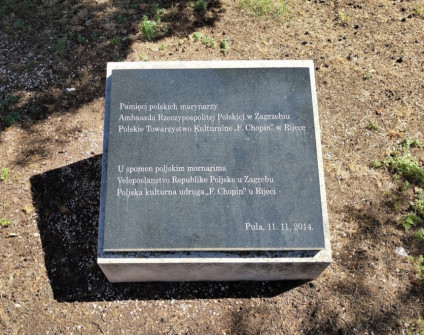 Pamięci polskich marynarzy
Ambasada Rzeczypospolitej Polskiej w Zagrzebiu
Polskie Towarzystwo Kulturalne „F. Chopin" w Rijece
U spomen poljskim mornarima
Veleposlanstvo Republike Poljske u Zagrebu
Poljska kulturna udruga „F. Chopin" u Rijeci
Pula, 11. 11. 2014.